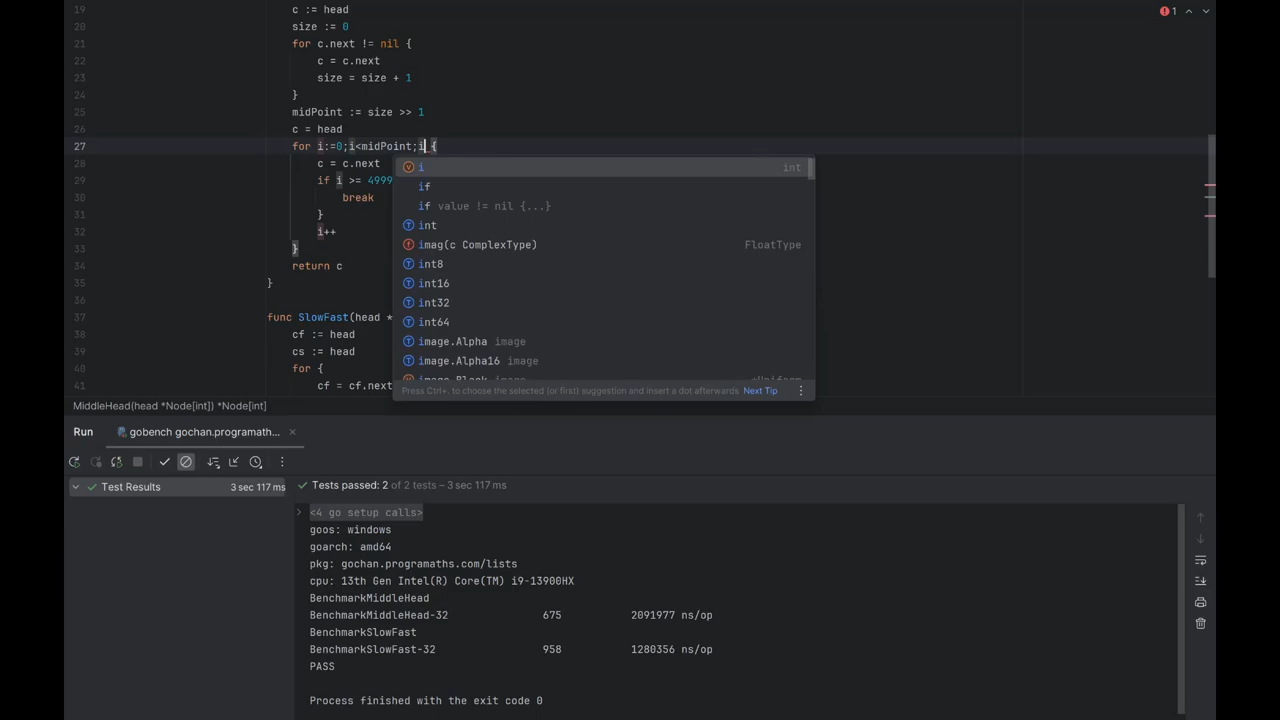 19 c := head
1
20 size := 0
21 for c.next != nil {
22 c = c.next
23 size = size + 1
24 }
25 midPoint := size >> 1
26 c = head
27 for i:=0;i<midPoint;i {
28 c = c.next
29 if i >= 4999
30 break
31 }
32 i++
33 }
34 return c
35 }
36
37 func SlowFast(head *
38 cf := head
39 cs := head
40 for {
41 cf = cf.next
i int
if
if value != nil {...}
int
imag(c ComplexType) FloatType
int8
int16
int32
int64
image.Alpha image
image.Alpha16 image
image.Black image *Uniform
Press Ctrl+. to choose the selected (or first) suggestion and insert a dot afterwards Next Tip
MiddleHead(head *Node[int]) *Node[int]
Run gobench gochan.programath...
Test Results 3 sec 117 ms
Tests passed: 2 of 2 tests – 3 sec 117 ms
<4 go setup calls>
goos: windows
goarch: amd64
pkg: gochan.programaths.com/lists
cpu: 13th Gen Intel(R) Core(TM) i9-13900HX
BenchmarkMiddleHead
BenchmarkMiddleHead-32 675 2091977 ns/op
BenchmarkSlowFast
BenchmarkSlowFast-32 958 1280356 ns/op
PASS
Process finished with the exit code 0